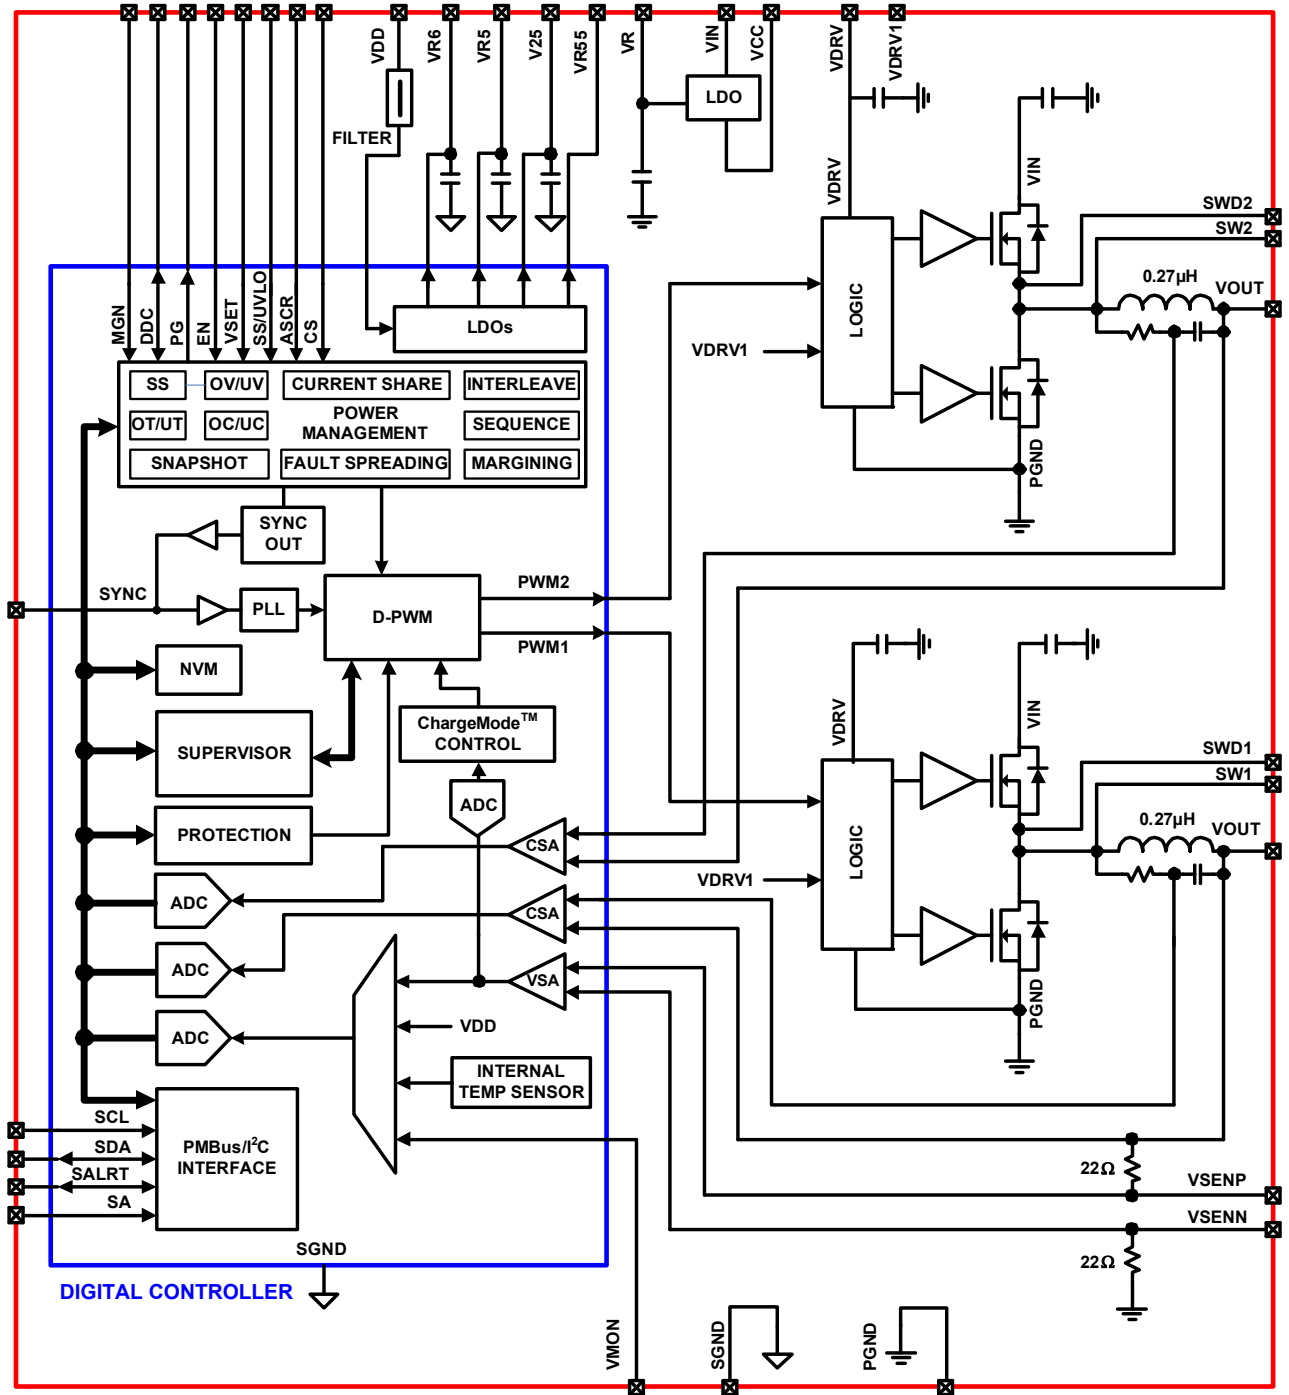 VDD
VR6
VR5
V25
VR55
VR
VIN
VCC
VDRV
VDRV1
LDO
FILTER
VDRV
VIN
SWD2
SW2
0.27µH
VOUT
MGN
DDC
PG
EN
VSET
SS/UVLO
ASCR
CS
LDOs
LOGIC
VDRV1
SS
OV/UV
CURRENT SHARE
INTERLEAVE
OT/UT
OC/UC
POWER
MANAGEMENT
SEQUENCE
SNAPSHOT
FAULT SPREADING
MARGINING
PGND
SYNC
OUT
SYNC
PLL
D-PWM
PWM2
PWM1
NVM
SUPERVISOR
ChargeMode™
CONTROL
VDRV
VIN
SWD1
SW1
0.27µH
VOUT
ADC
PROTECTION
CSA
LOGIC
VDRV1
ADC
CSA
ADC
VSA
PGND
ADC
VDD
INTERNAL
TEMP SENSOR
SCL
SDA
SALRT
SA
PMBus/I²C
INTERFACE
22Ω
VSENP
VSENN
22Ω
SGND
DIGITAL CONTROLLER
VMON
SGND
PGND